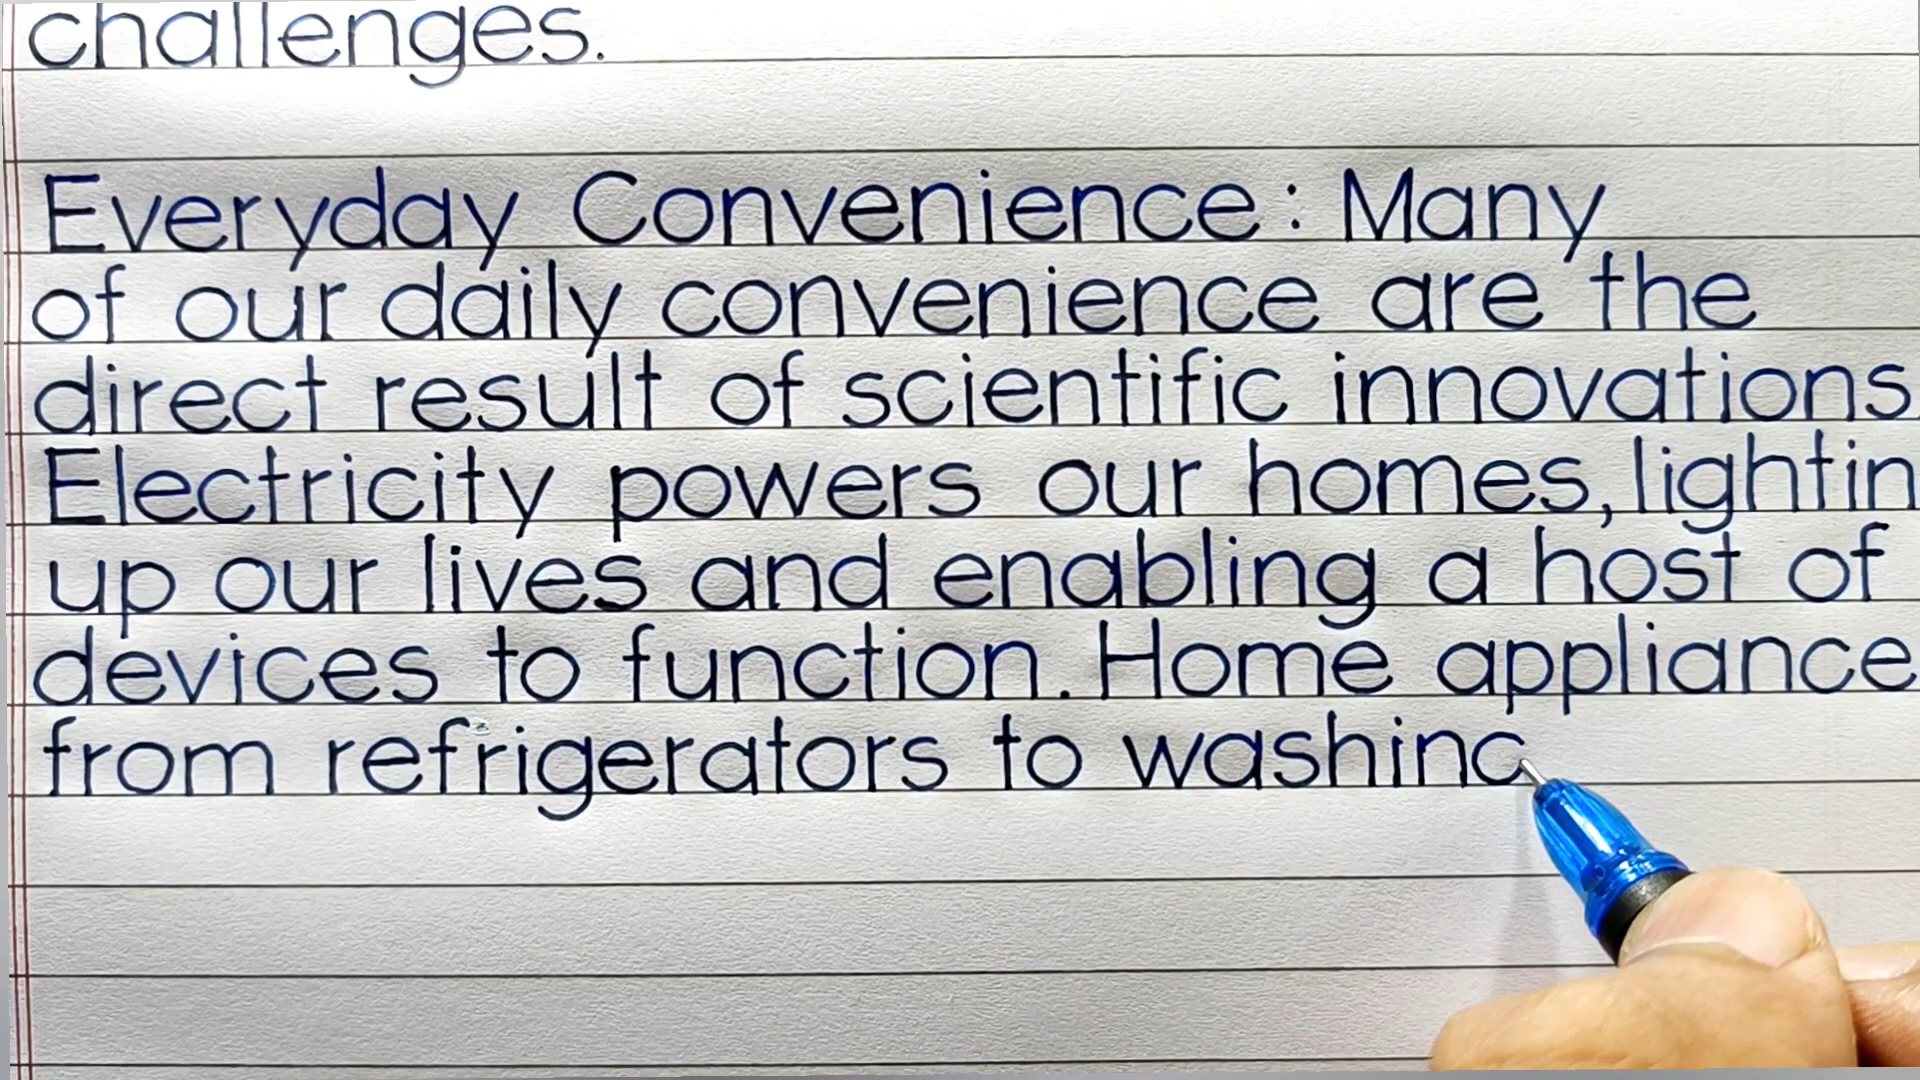 challenges.
Everyday Convenience: Many
of our daily convenience are the
direct result of scientific innovations
Electricity powers our homes, lightin
up our lives and enabling a host of
devices to function. Home appliance
from refrigerators to washinc